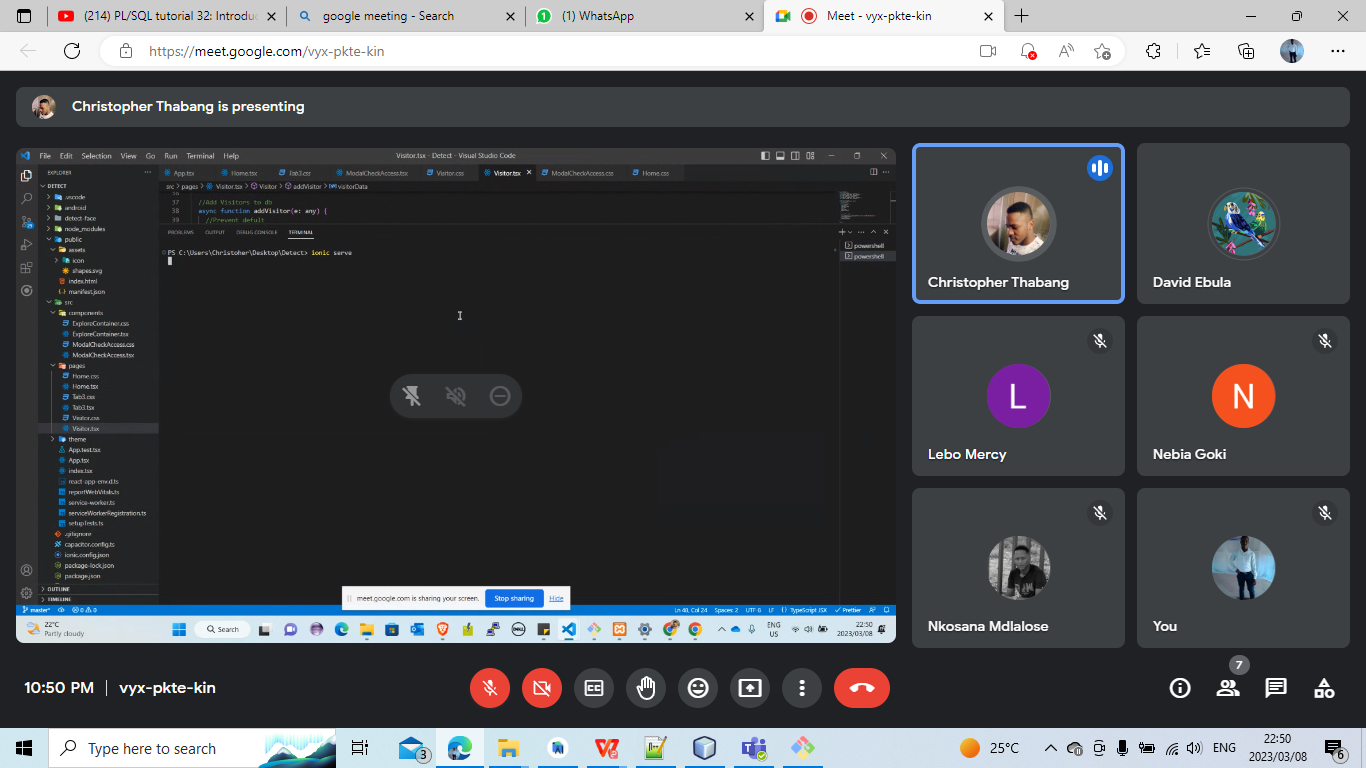 (214) PL/SQL tutorial 32: Introduc
google meeting - Search
(1) WhatsApp
Meet - vyx-pkte-kin
https://meet.google.com/vyx-pkte-kin
Christopher Thabang is presenting
File Edit Selection View Go Run Terminal Help
Visitor.tsx - Detect - Visual Studio Code
EXPLORER
App.tsx
Home.tsx
Tab3.css
ModalCheckAccess.tsx
Visitor.css
Visitor.tsx
ModalCheckAccess.css
Home.css
DETECT
src > pages > Visitor.tsx > Visitor > addVisitor > visitorData
.vscode
android
detect-face
node_modules
public
assets
icon
shapes.svg
index.html
manifest.json
src
components
ExploreContainer.css
ExploreContainer.tsx
ModalCheckAccess.css
ModalCheckAccess.tsx
pages
Home.css
Home.tsx
Tab3.css
Tab3.tsx
Visitor.css
Visitor.tsx
theme
App.test.tsx
App.tsx
index.tsx
react-app-env.d.ts
reportWebVitals.ts
service-worker.ts
serviceWorkerRegistration.ts
setupTests.ts
.gitignore
capacitor.config.ts
ionic.config.json
package-lock.json
package.json
OUTLINE
TIMELINE
37 //Add Visitors to do
38 async function addVisitor(e: any) {
39 //Prevent defult
PROBLEMS OUTPUT DEBUG CONSOLE TERMINAL
PS C:\Users\Christoher\Desktop\Detect> ionic serve
powershell
powershell
meet.google.com is sharing your screen.
Stop sharing
Hide
master*
0 0
Ln 48, Col 24 Spaces: 2 UTF-8 LF TypeScript JSX Prettier
22°C
Partly cloudy
Search
DELL
ENG
US
22:50
2023/03/08
Christopher Thabang
David Ebula
L
Lebo Mercy
N
Nebia Goki
Nkosana Mdlalose
You
10:50 PM | vyx-pkte-kin
7
Type here to search
3
25°C
ENG
22:50
2023/03/08
6